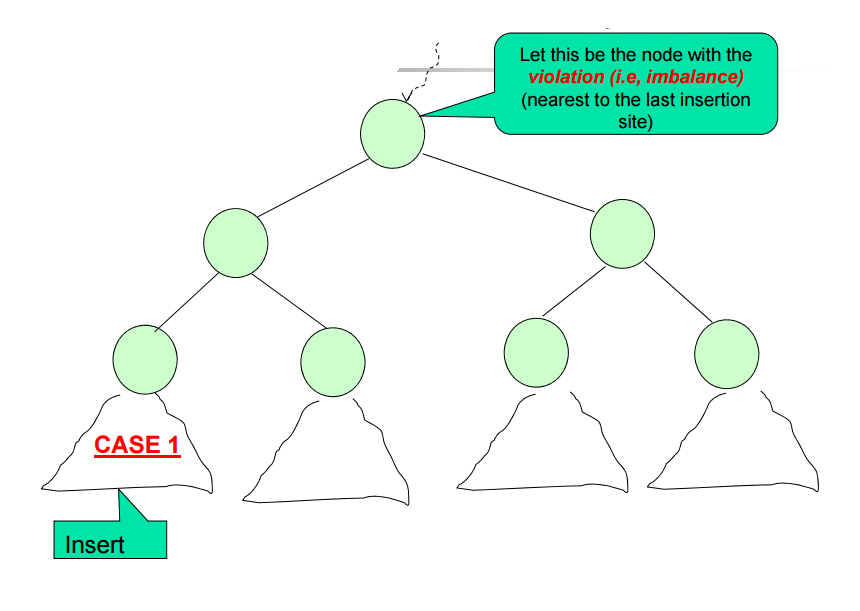 Let this be the node with the
violation (i.e, imbalance)
(nearest to the last insertion
site)
CASE 1
Insert